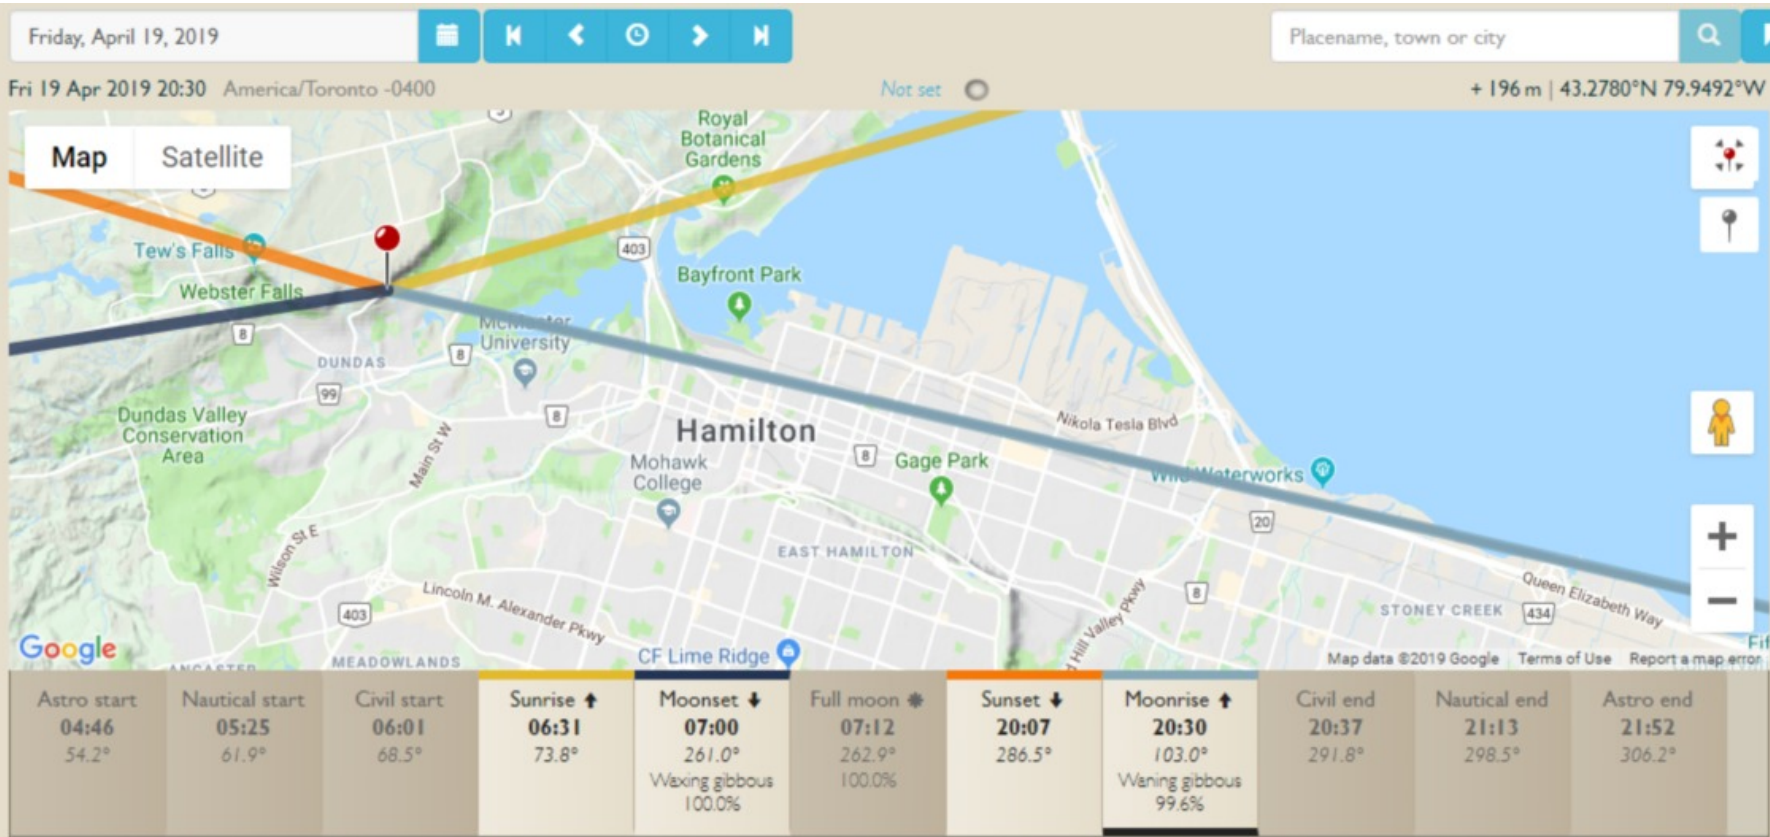 Friday, April 19, 2019
Placename, town or city
Fri 19 Apr 2019 20:30 America/Toronto -0400
Not set
+ 196 m | 43.2780°N 79.9492°W
Map Satellite
Royal
Botanical
Gardens
403
Tew's Falls
Webster Falls
Bayfront Park
8
McMaster
University
DUNDAS
8
99
8
Dundas Valley
Conservation
Area
Main St W
Hamilton
Nikola Tesla Blvd
8
Gage Park
Mohawk
College
Wild Waterworks
20
EAST HAMILTON
Wilson St E
Lincoln M. Alexander Pkwy
403
8
Hill Valley Pkwy
Queen Elizabeth Way
STONEY CREEK
434
Google
ANCASTER
MEADOWLANDS
CF Lime Ridge
Fif
Map data ©2019 Google Terms of Use Report a map error
Astro start
04:46
54.2°
Nautical start
05:25
61.9°
Civil start
06:01
68.5°
Sunrise
06:31
73.8°
Moonset
07:00
261.0°
Waxing gibbous
100.0%
Full moon
07:12
262.9°
100.0%
Sunset
20:07
286.5°
Moonrise
20:30
103.0°
Waning gibbous
99.6%
Civil end
20:37
291.8°
Nautical end
21:13
298.5°
Astro end
21:52
306.2°